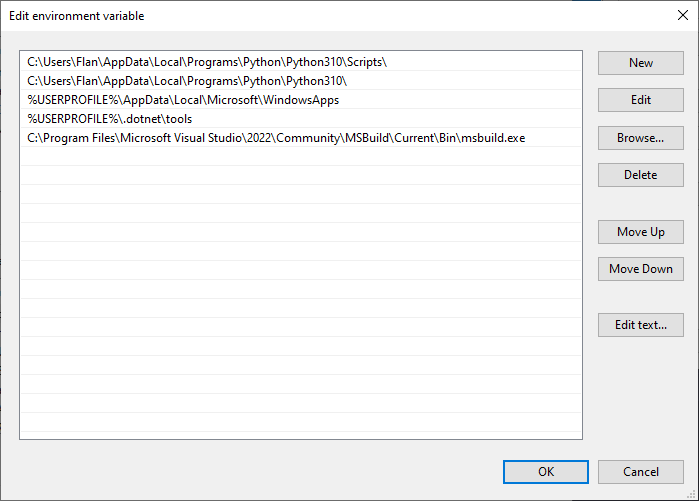 Edit environment variable
C:\Users\Flan\AppData\Local\Programs\Python\Python310\Scripts\
C:\Users\Flan\AppData\Local\Programs\Python\Python310\
%USERPROFILE%\AppData\Local\Microsoft\WindowsApps
%USERPROFILE%\.dotnet\tools
C:\Program Files\Microsoft Visual Studio\2022\Community\MSBuild\Current\Bin\msbuild.exe
New
Edit
Browse...
Delete
Move Up
Move Down
Edit text...
OK
Cancel